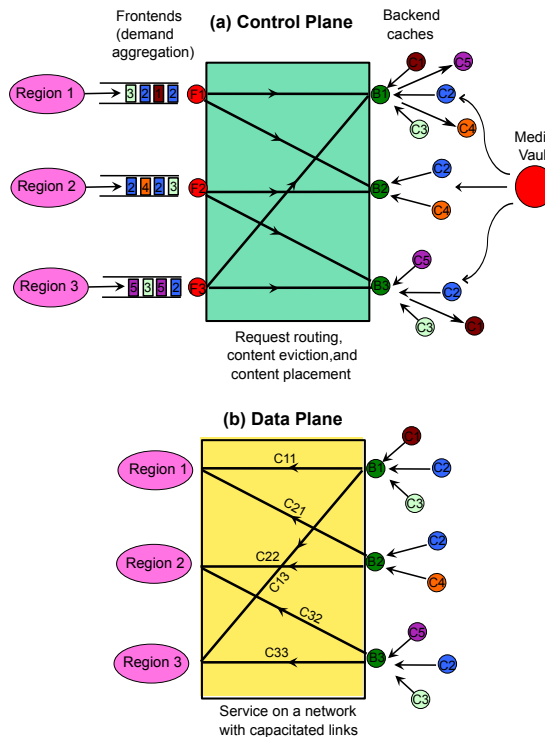 Frontends
(demand
aggregation)
(a) Control Plane
Backend
caches
Region 1
3 2 1 2
F1
B1
C1
C5
C2
C3
C4
Medi
Vaul
Region 2
2 4 2 3
F2
B2
C2
C4
Region 3
5 3 5 2
F3
B3
C5
C2
C3
C1
Request routing,
content eviction,and
content placement
(b) Data Plane
Region 1
C11
B1
C1
C2
C3
C21
Region 2
C22
B2
C2
C4
C13
C32
Region 3
C33
B3
C5
C2
C3
Service on a network
with capacitated links